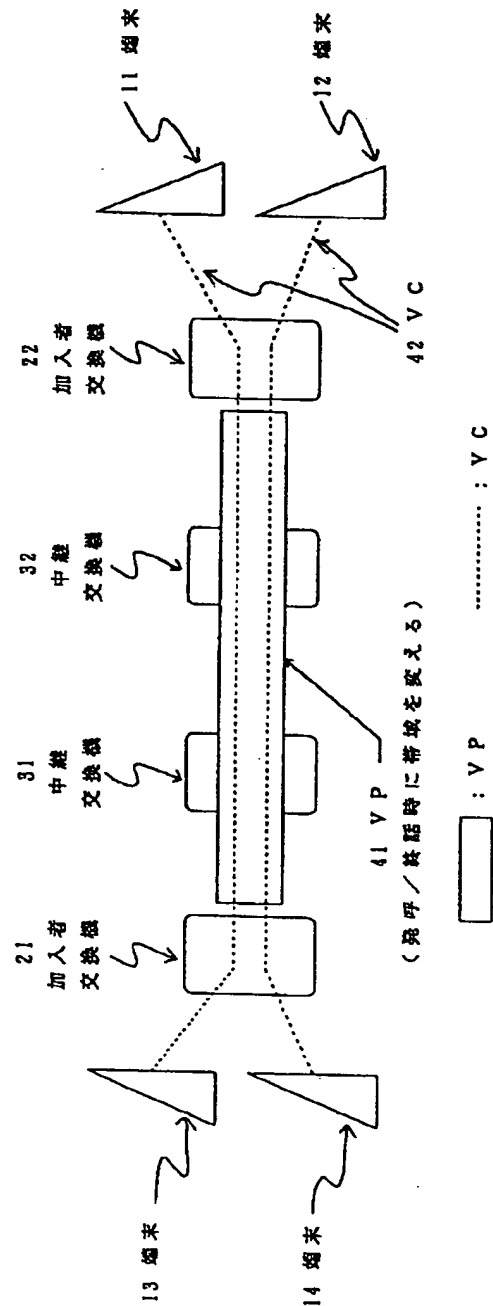 21
加入者
交換機
31
中継
交換機
32
中継
交換機
22
加入者
交換機
13 端末
14 端末
11 端末
12 端末
42 VC
41 VP
(発呼/終話時に帯域を変える)
: VP
: VC